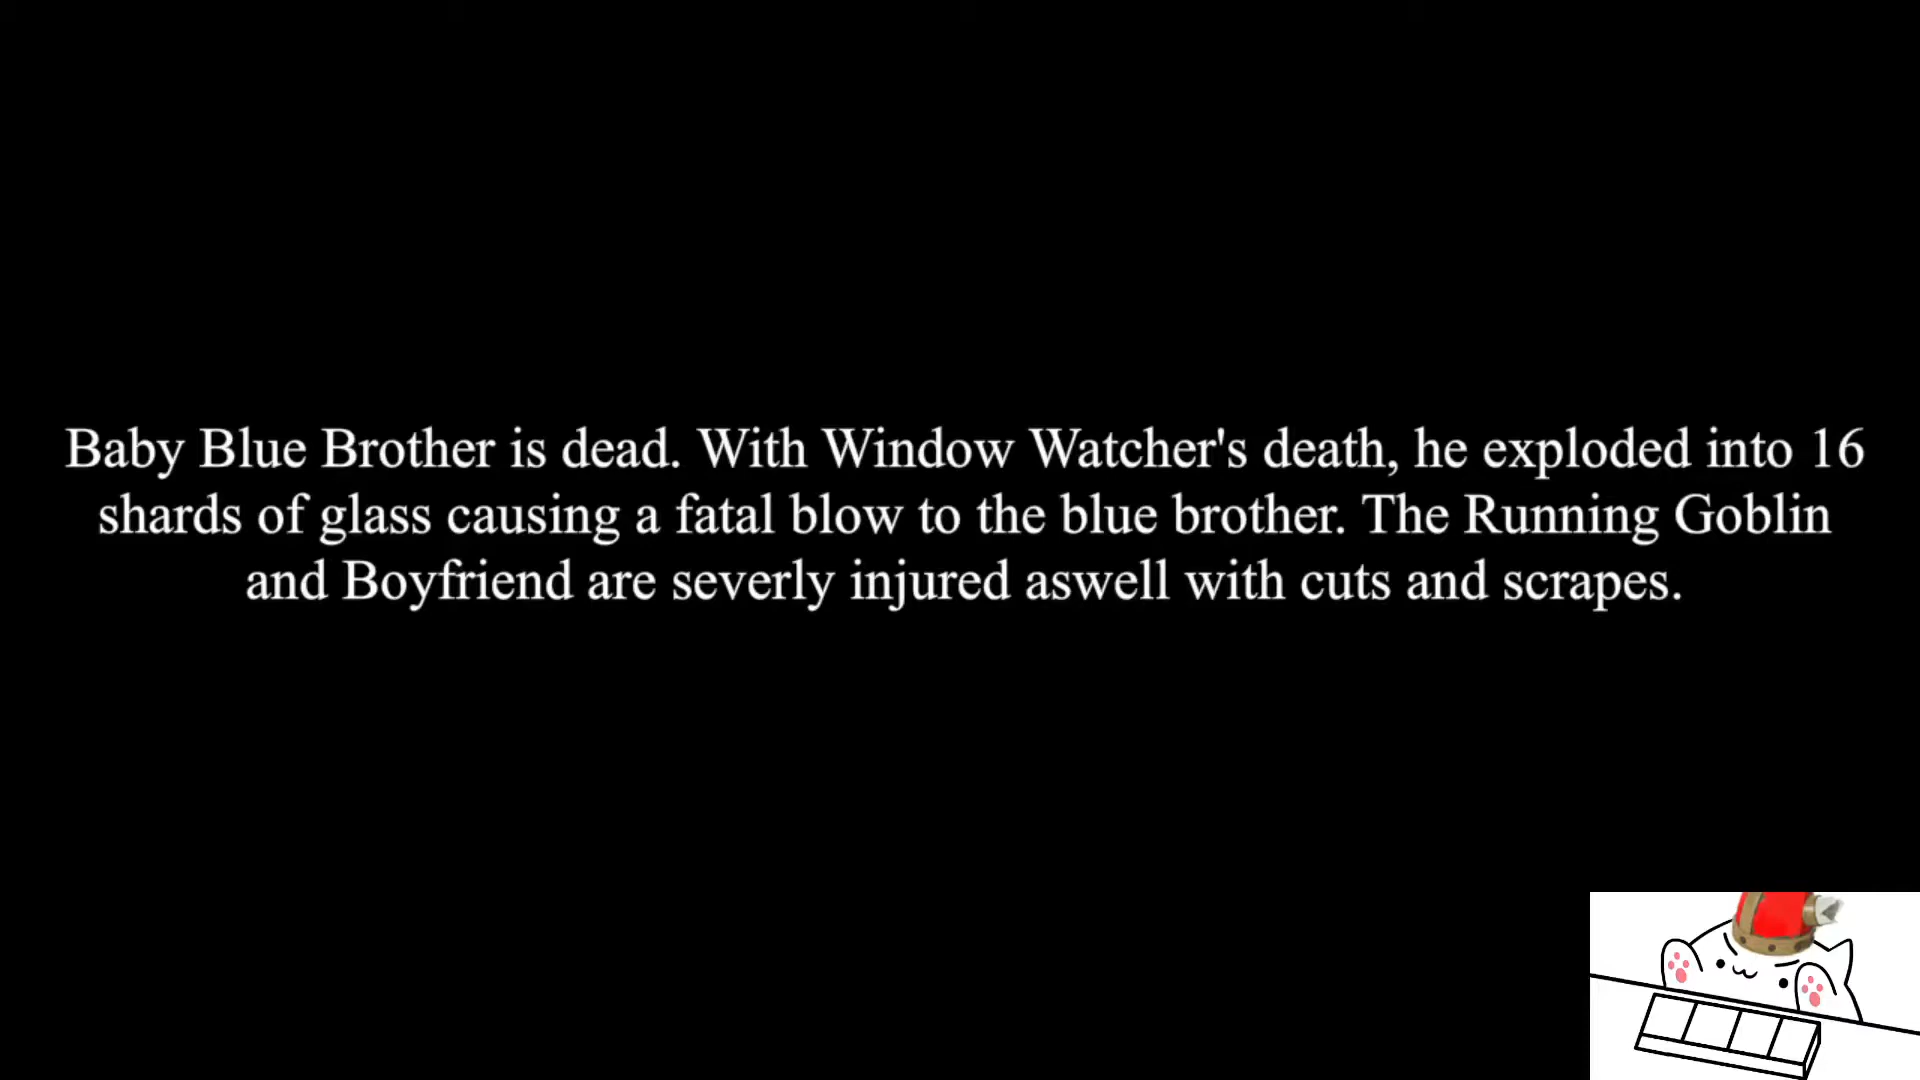 Baby Blue Brother is dead. With Window Watcher's death, he exploded into 16
shards of glass causing a fatal blow to the blue brother. The Running Goblin
and Boyfriend are severly injured aswell with cuts and scrapes.